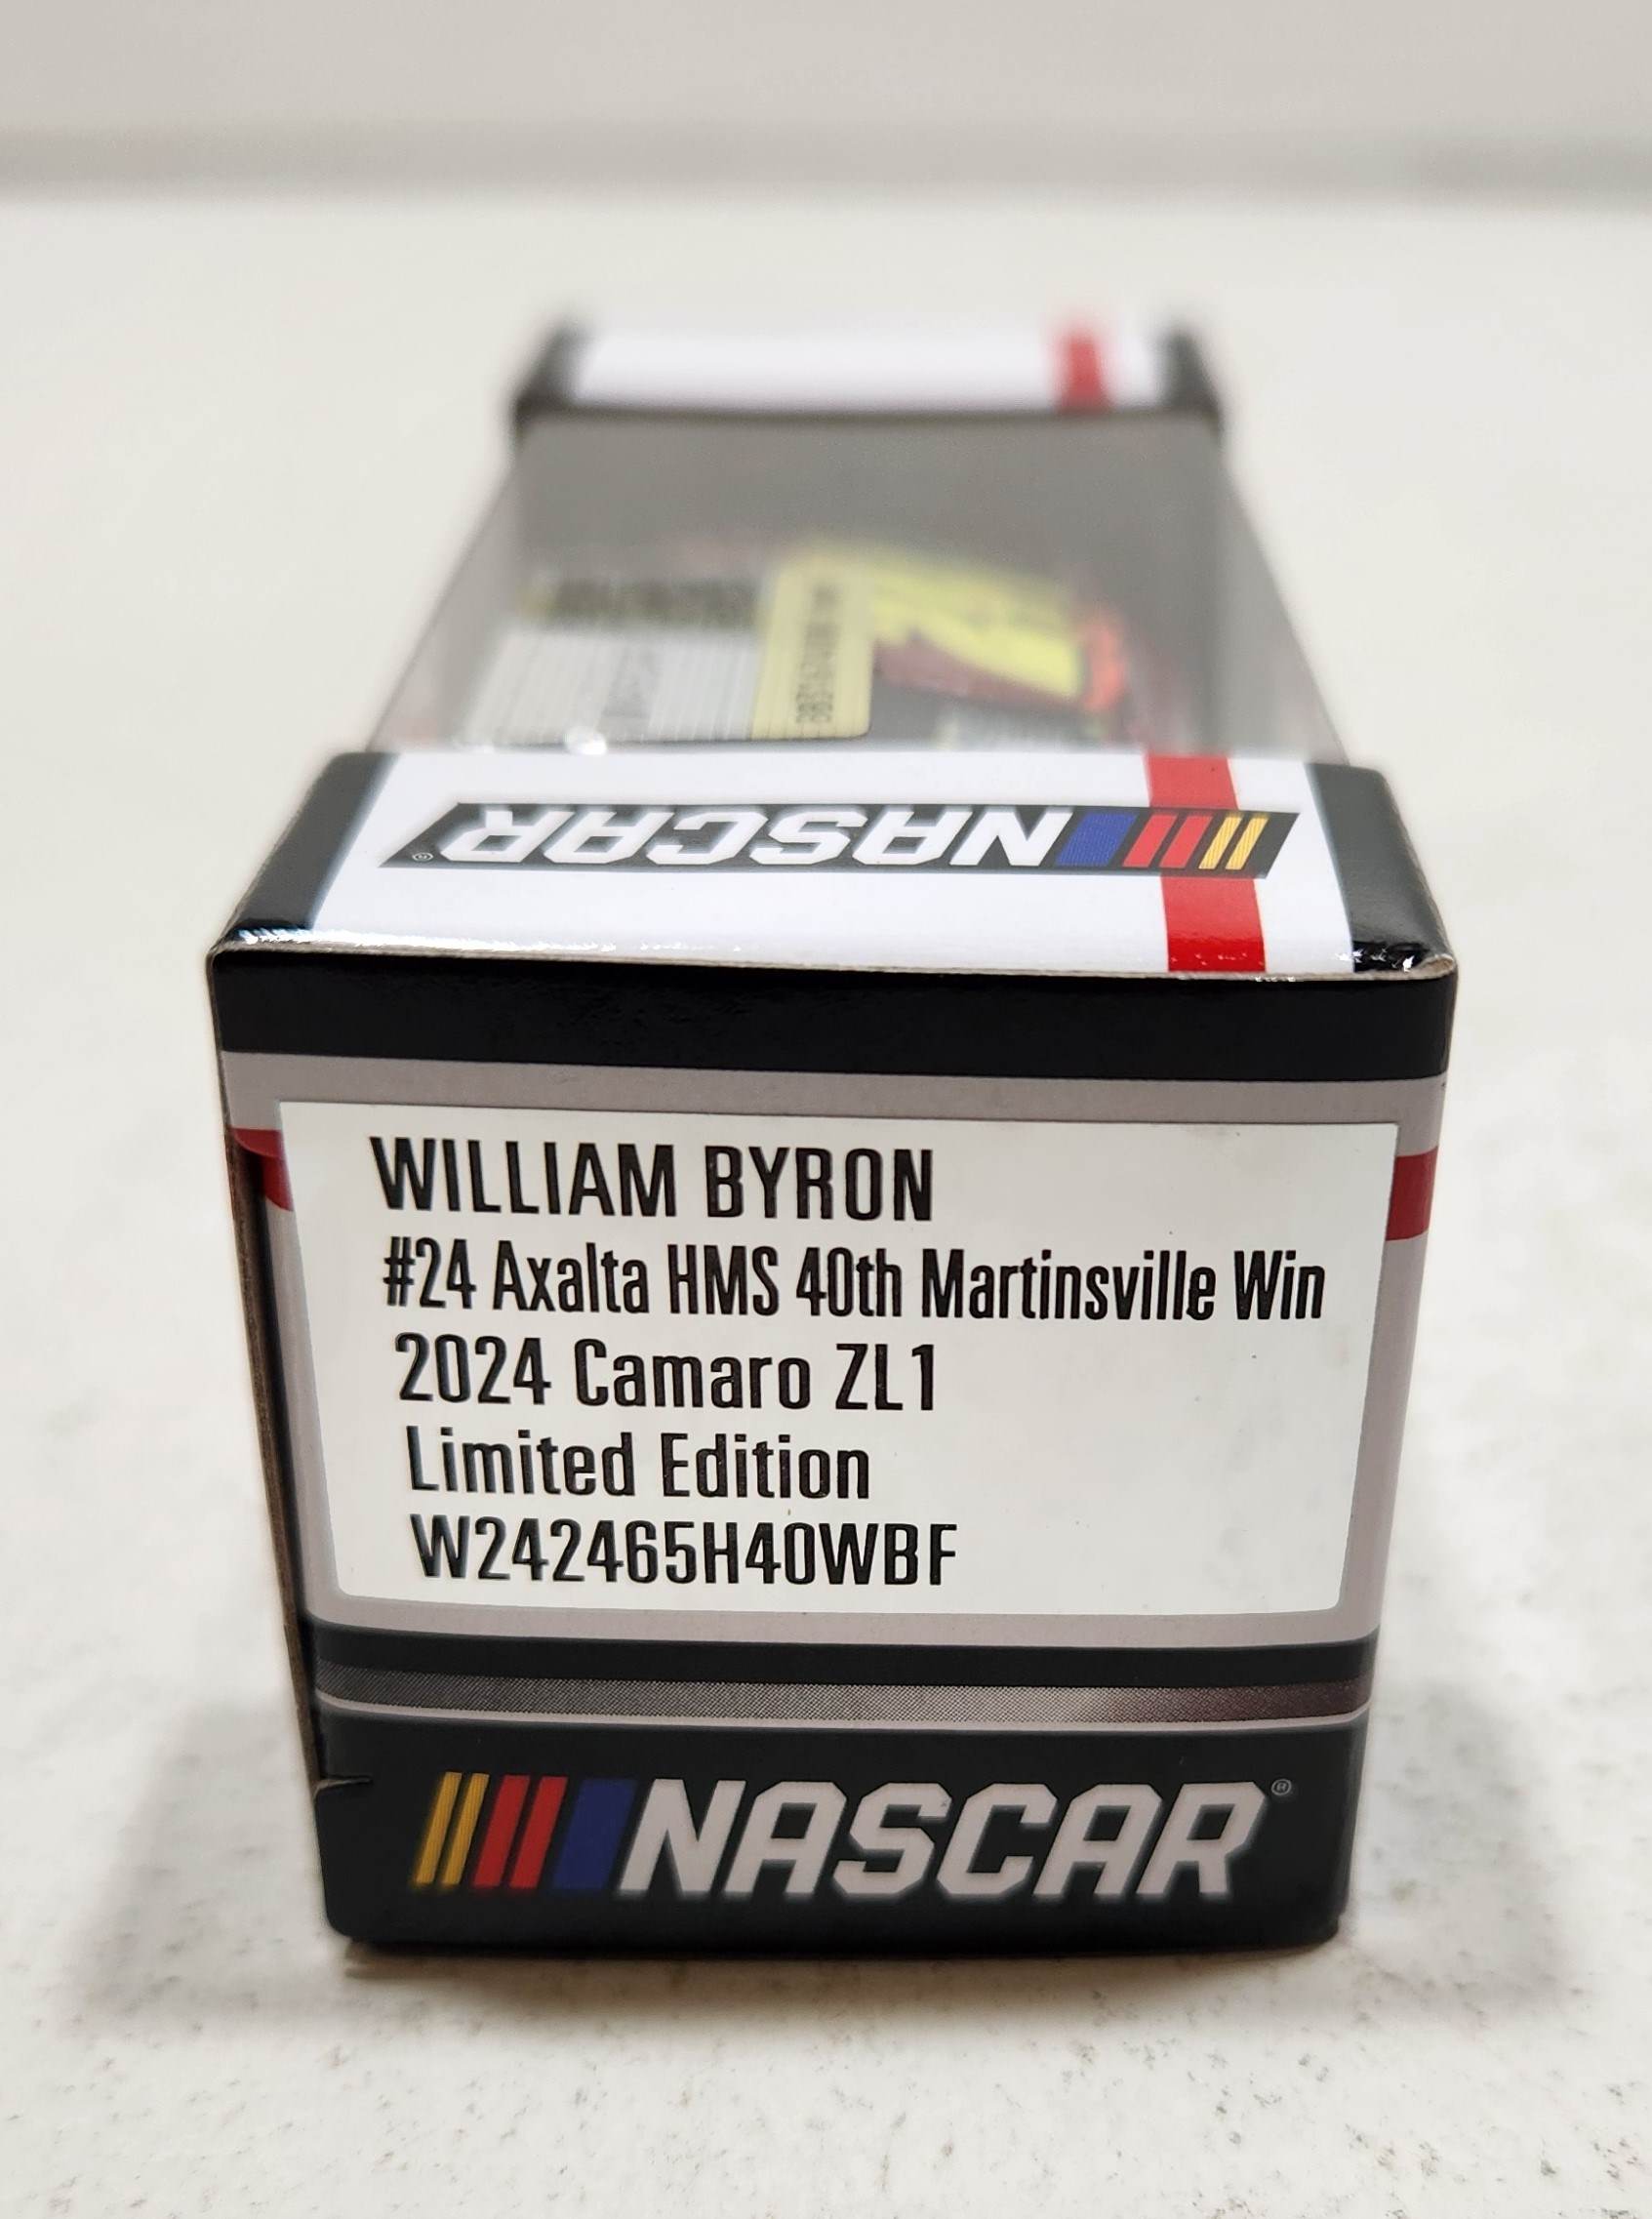 NASCAR®
WILLIAM BYRON
#24 Axalta HMS 40th Martinsville Win
2024 Camaro ZL1
Limited Edition
W242465H40WBF
NASCAR®